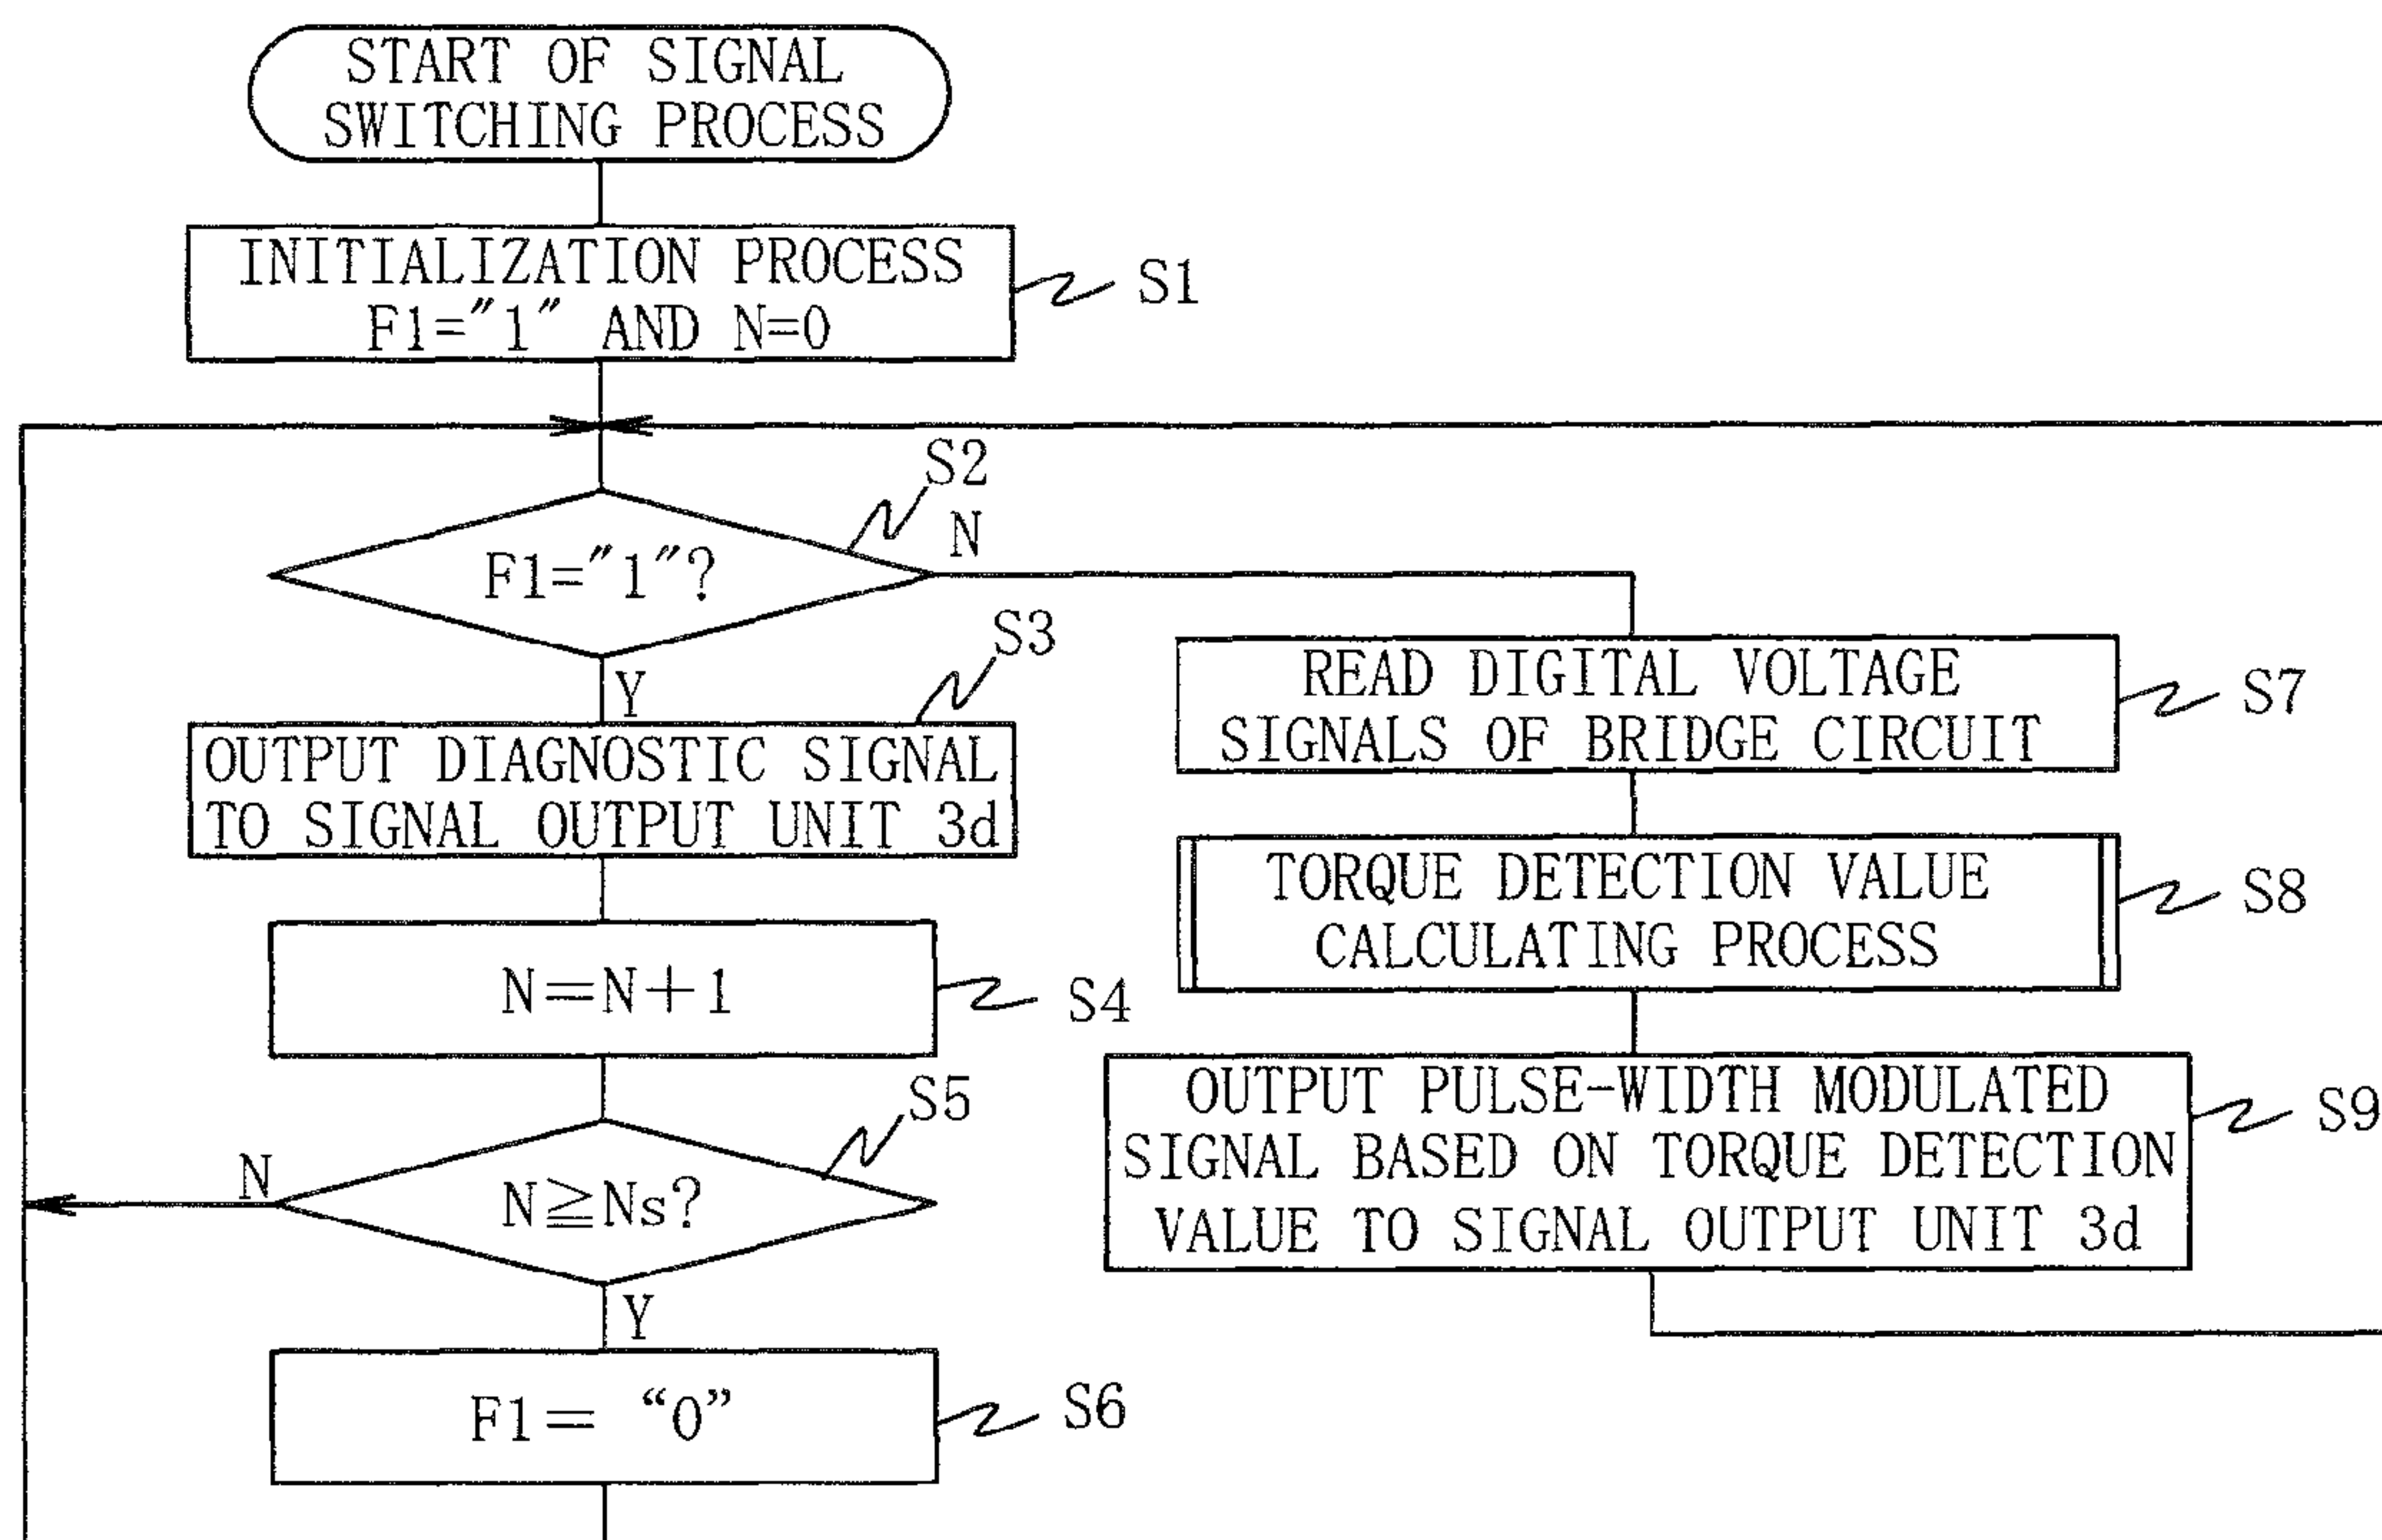 START OF SIGNAL
SWITCHING PROCESS
INITIALIZATION PROCESS
F1="1" AND N=0
S1
S2
F1="1"?
N
Y
S3
OUTPUT DIAGNOSTIC SIGNAL
TO SIGNAL OUTPUT UNIT 3d
N=N+1
S4
S5
N≧Ns?
N
Y
F1= “0”
S6
READ DIGITAL VOLTAGE
SIGNALS OF BRIDGE CIRCUIT
S7
TORQUE DETECTION VALUE
CALCULATING PROCESS
S8
OUTPUT PULSE-WIDTH MODULATED
SIGNAL BASED ON TORQUE DETECTION
VALUE TO SIGNAL OUTPUT UNIT 3d
S9